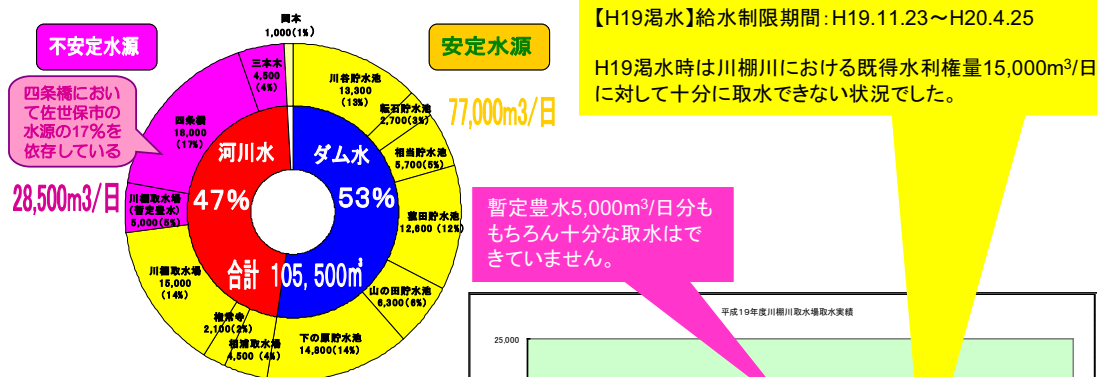 不安定水源
安定水源
四条橋におい
て佐世保市の
水源の17%を
依存している
28,500m3/日
77,000m3/日
岡本
1,000(1%)
川谷貯水池
13,300
(13%)
転石貯水池
2,700(3%)
相当貯水池
5,700(5%)
菰田貯水池
12,600 (12%)
山の田貯水池
6,300(6%)
下の原貯水池
14,800(14%)
相浦取水場
4,500 (4%)
権常寺
2,100(2%)
川棚取水場
15,000
(14%)
川棚取水場
(暫定豊水)
5,000(5%)
四条橋
18,000
(17%)
三本木
4,500
(4%)
河川水
47%
ダム水
53%
合計 105,500㎥
【H19渇水】給水制限期間:H19.11.23~H20.4.25
H19渇水時は川棚川における既得水利権量15,000m³/日
に対して十分に取水できない状況でした。
暫定豊水5,000m³/日分も
もちろん十分な取水はで
きていません。
平成19年度川棚川取水場取水実績
25,000